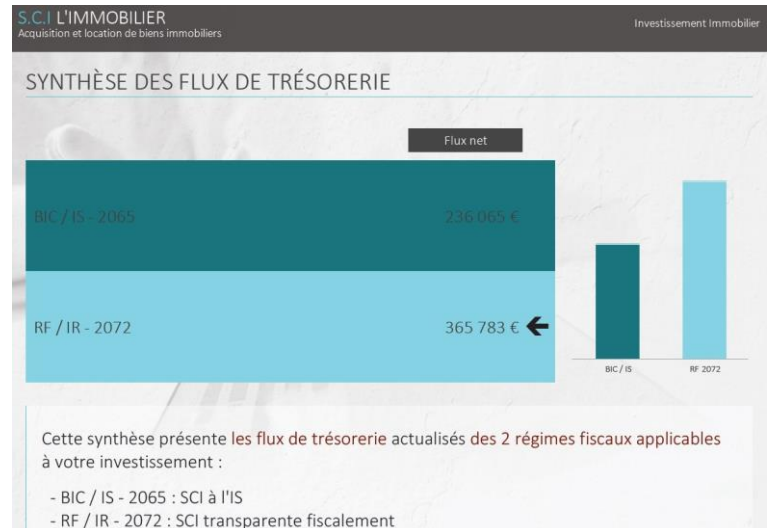 S.C.I L'IMMOBILIER
Acquisition et location de biens immobiliers
Investissement Immobilier
SYNTHÈSE DES FLUX DE TRÉSORERIE
Flux net
BIC / IS - 2065 236 065 €
RF / IR - 2072 365 783 €
BIC / IS RF 2072
Cette synthèse présente les flux de trésorerie actualisés des 2 régimes fiscaux applicables
à votre investissement :
- BIC / IS - 2065 : SCI à l'IS
- RF / IR - 2072 : SCI transparente fiscalement